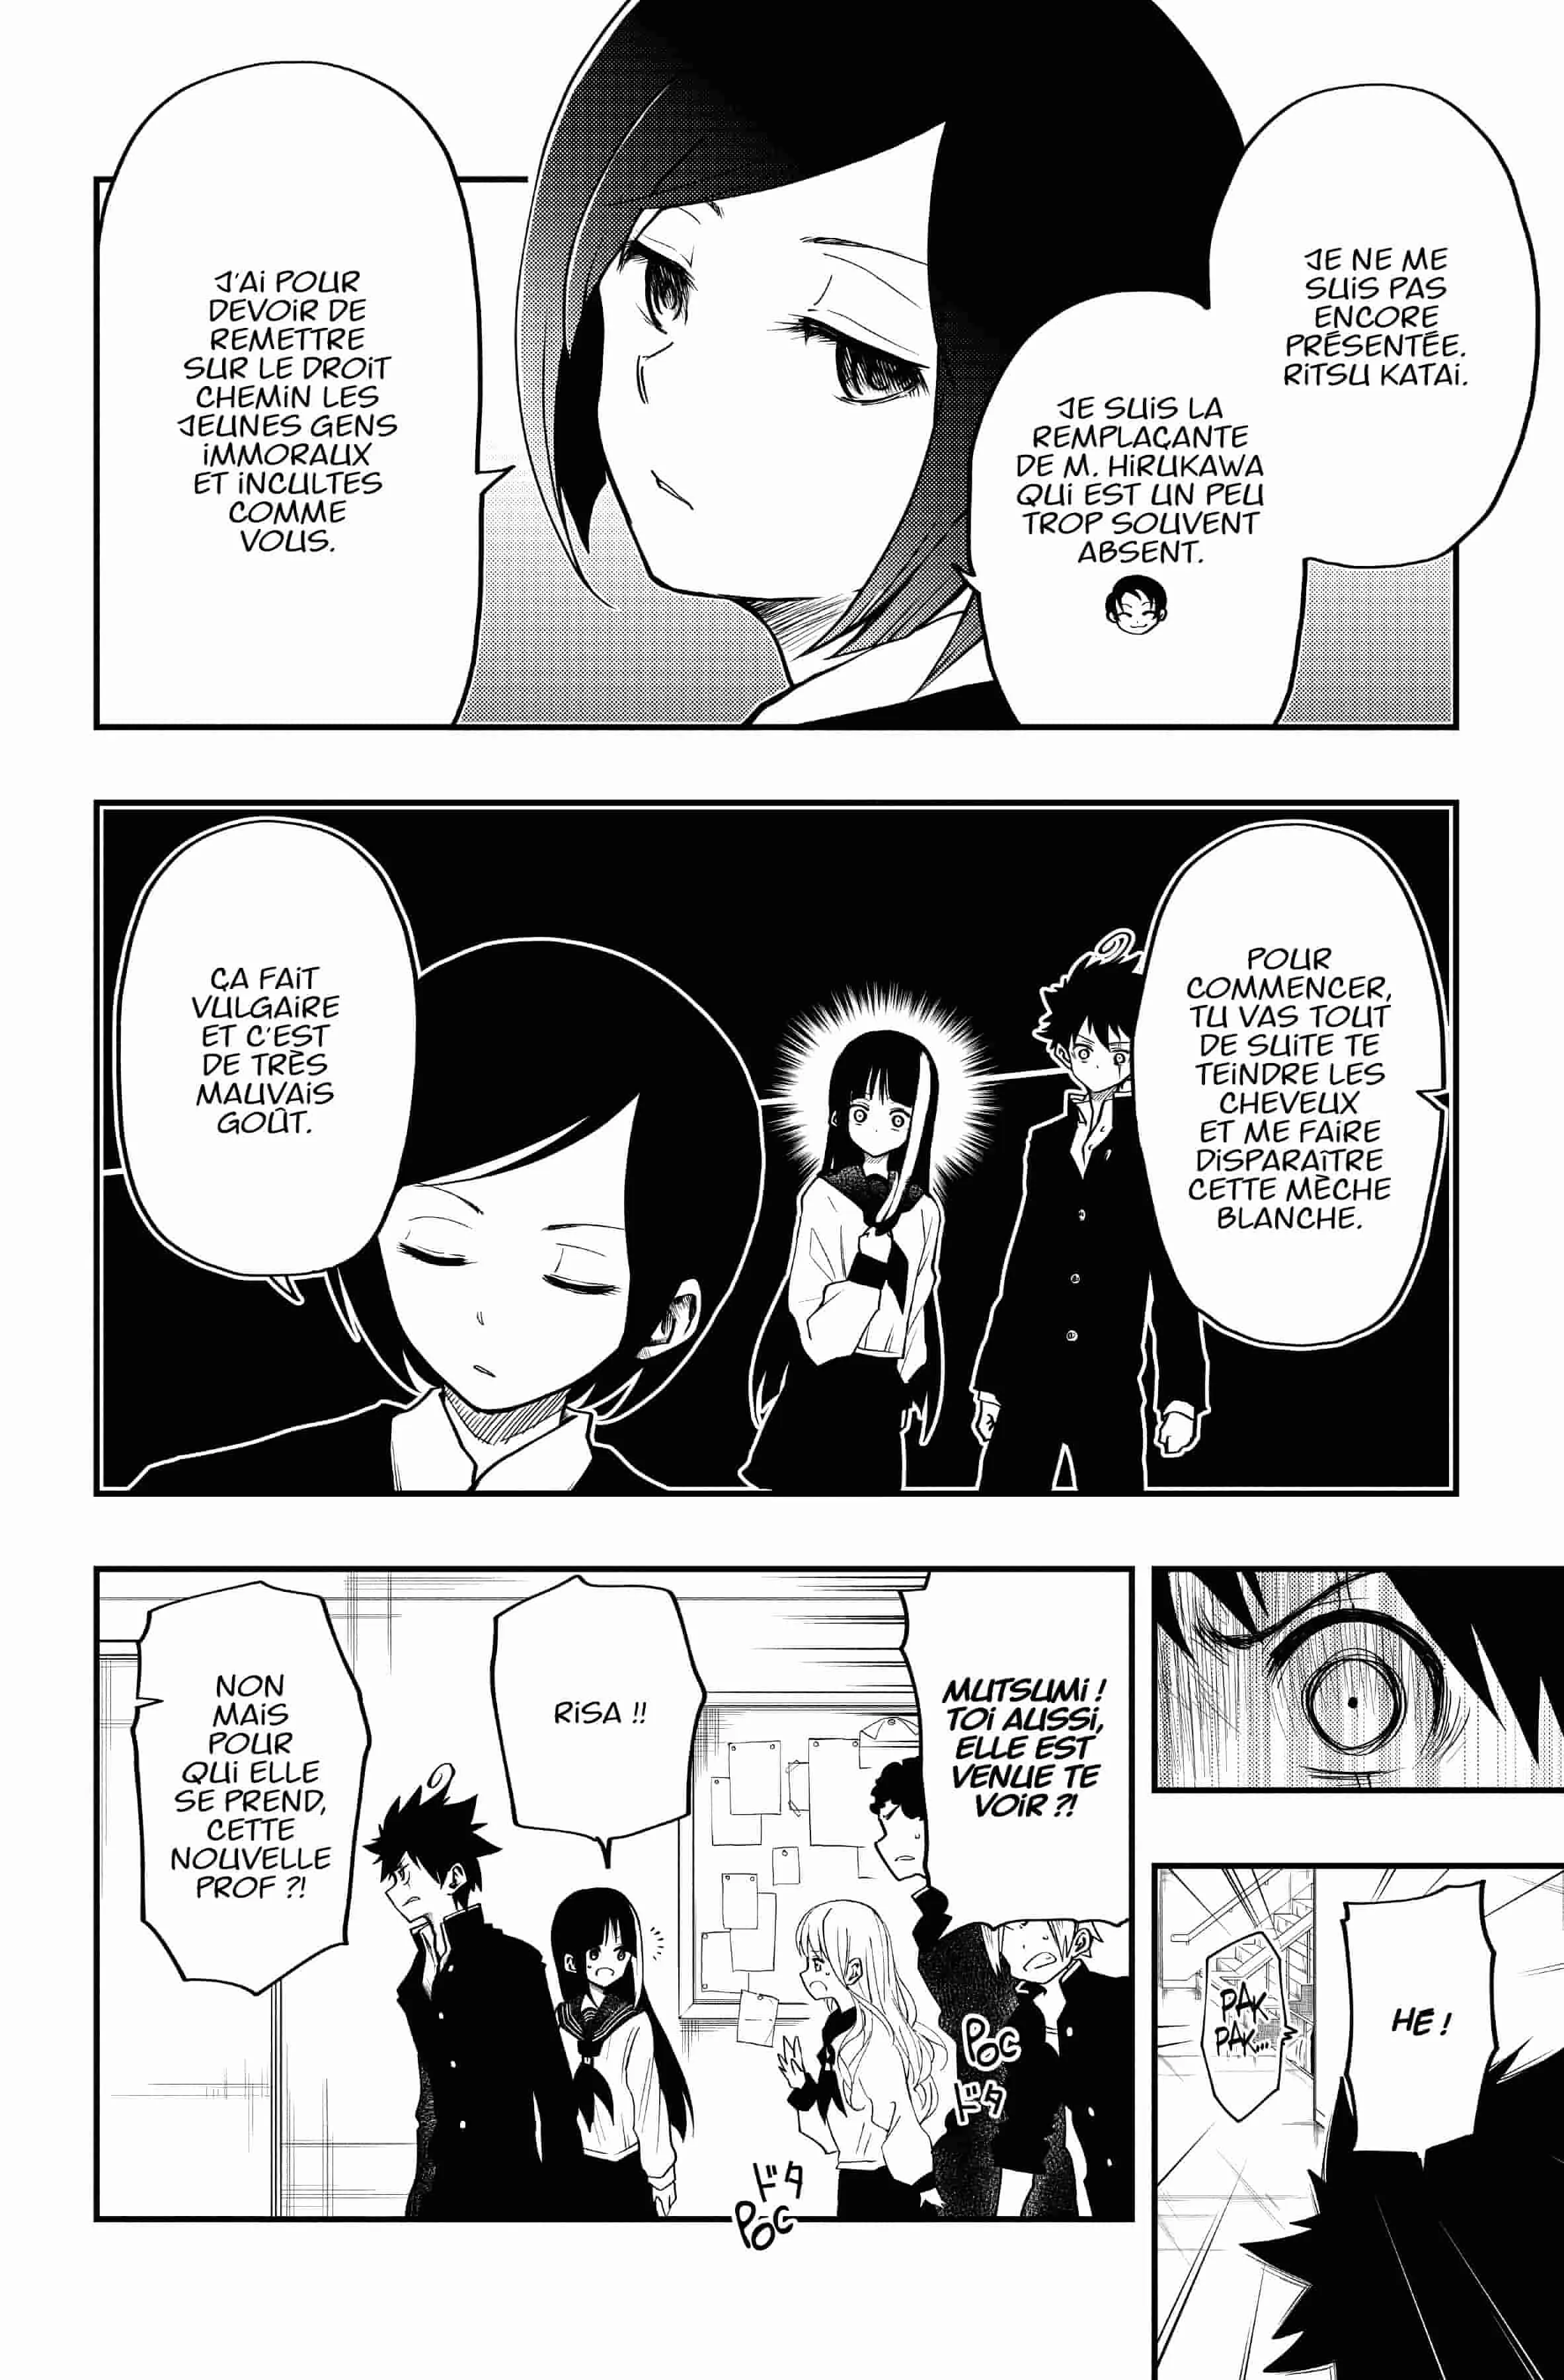 JE NE ME
SUIS PAS
ENCORE
PRÉSENTÉE.
RITSU KATAI.
JE SUIS LA
REMPLAÇANTE
DE M. HIRUKAWA
QUI EST UN PEU
TROP SOUVENT
ABSENT.
J'AI POUR
DEVOIR DE
REMETTRE
SUR LE DROIT
CHEMIN LES
JEUNES GENS
IMMORAUX
ET INCULTES
COMME
VOUS.
POUR
COMMENCER,
TU VAS TOUT
DE SUITE TE
TEINDRE LES
CHEVEUX
ET ME FAIRE
DISPARAÎTRE
CETTE MÈCHE
BLANCHE.
ÇA FAIT
VULGAIRE
ET C'EST
DE TRÈS
MAUVAIS
GOÛT.
HE !
PAK
PAK...
MUTSUMI !
TOI AUSSI,
ELLE EST
VENUE TE
VOIR ?!
RISA !!
NON
MAIS
POUR
QUI ELLE
SE PREND,
CETTE
NOUVELLE
PROF ?!
POC
ドタ
ドタ
POC